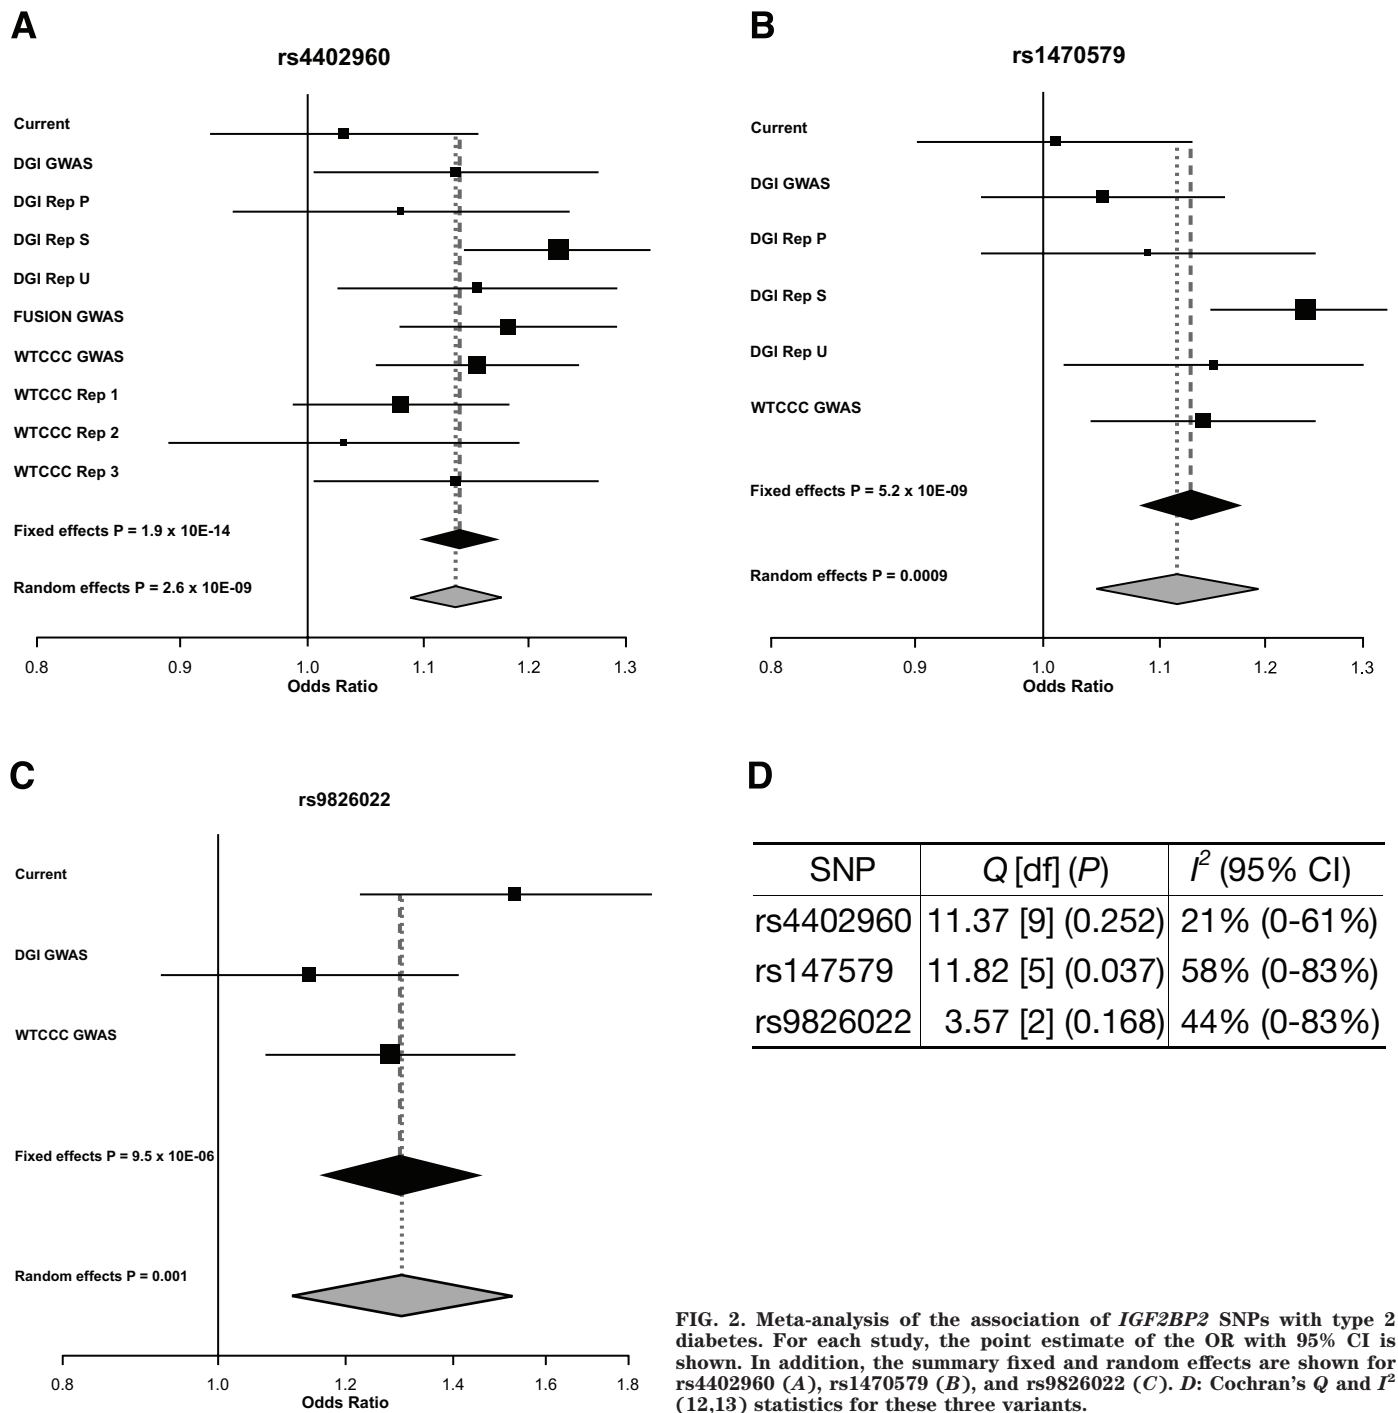 A
rs4402960
Current
DGI GWAS
DGI Rep P
DGI Rep S
DGI Rep U
FUSION GWAS
WTCCC GWAS
WTCCC Rep 1
WTCCC Rep 2
WTCCC Rep 3
Fixed effects P = 1.9 x 10E-14
Random effects P = 2.6 x 10E-09
0.8 0.9 1.0 1.1 1.2 1.3
Odds Ratio
B
rs1470579
Current
DGI GWAS
DGI Rep P
DGI Rep S
DGI Rep U
WTCCC GWAS
Fixed effects P = 5.2 x 10E-09
Random effects P = 0.0009
0.8 0.9 1.0 1.1 1.2 1.3
Odds Ratio
C
rs9826022
Current
DGI GWAS
WTCCC GWAS
Fixed effects P = 9.5 x 10E-06
Random effects P = 0.001
0.8 1.0 1.2 1.4 1.6 1.8
Odds Ratio
D
SNP Q [df] (P) I² (95% CI)
rs4402960 11.37 [9] (0.252) 21% (0-61%)
rs147579 11.82 [5] (0.037) 58% (0-83%)
rs9826022 3.57 [2] (0.168) 44% (0-83%)
FIG. 2. Meta-analysis of the association of IGF2BP2 SNPs with type 2
diabetes. For each study, the point estimate of the OR with 95% CI is
shown. In addition, the summary fixed and random effects are shown for
rs4402960 (A), rs1470579 (B), and rs9826022 (C). D: Cochran's Q and I²
(12,13) statistics for these three variants.